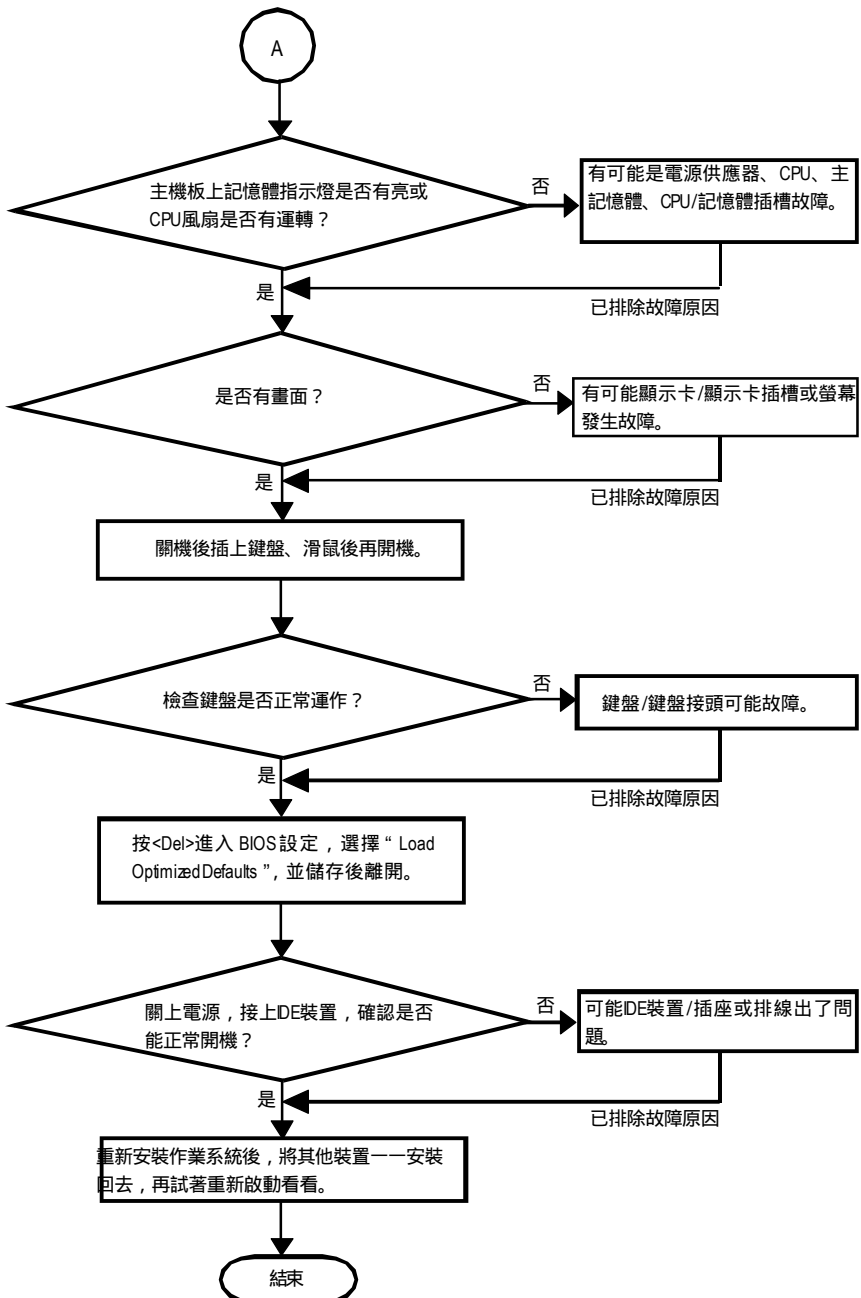 A
主機板上記憶體指示燈是否有亮或
CPU風扇是否有運轉？
否
有可能是電源供應器、CPU、主
記憶體、CPU/記憶體插槽故障。
是
已排除故障原因
是否有畫面？
否
有可能顯示卡/顯示卡插槽或螢幕
發生故障。
是
已排除故障原因
關機後插上鍵盤、滑鼠後再開機。
檢查鍵盤是否正常運作？
否
鍵盤/鍵盤接頭可能故障。
是
已排除故障原因
按<Del>進入 BIOS設定，選擇 “ Load
Optimized Defaults ”，並儲存後離開。
關上電源，接上IDE裝置，確認是否
能正常開機？
否
可能IDE裝置/插座或排線出了問
題。
是
已排除故障原因
重新安裝作業系統後，將其他裝置一一安裝
回去，再試著重新啟動看看。
結束